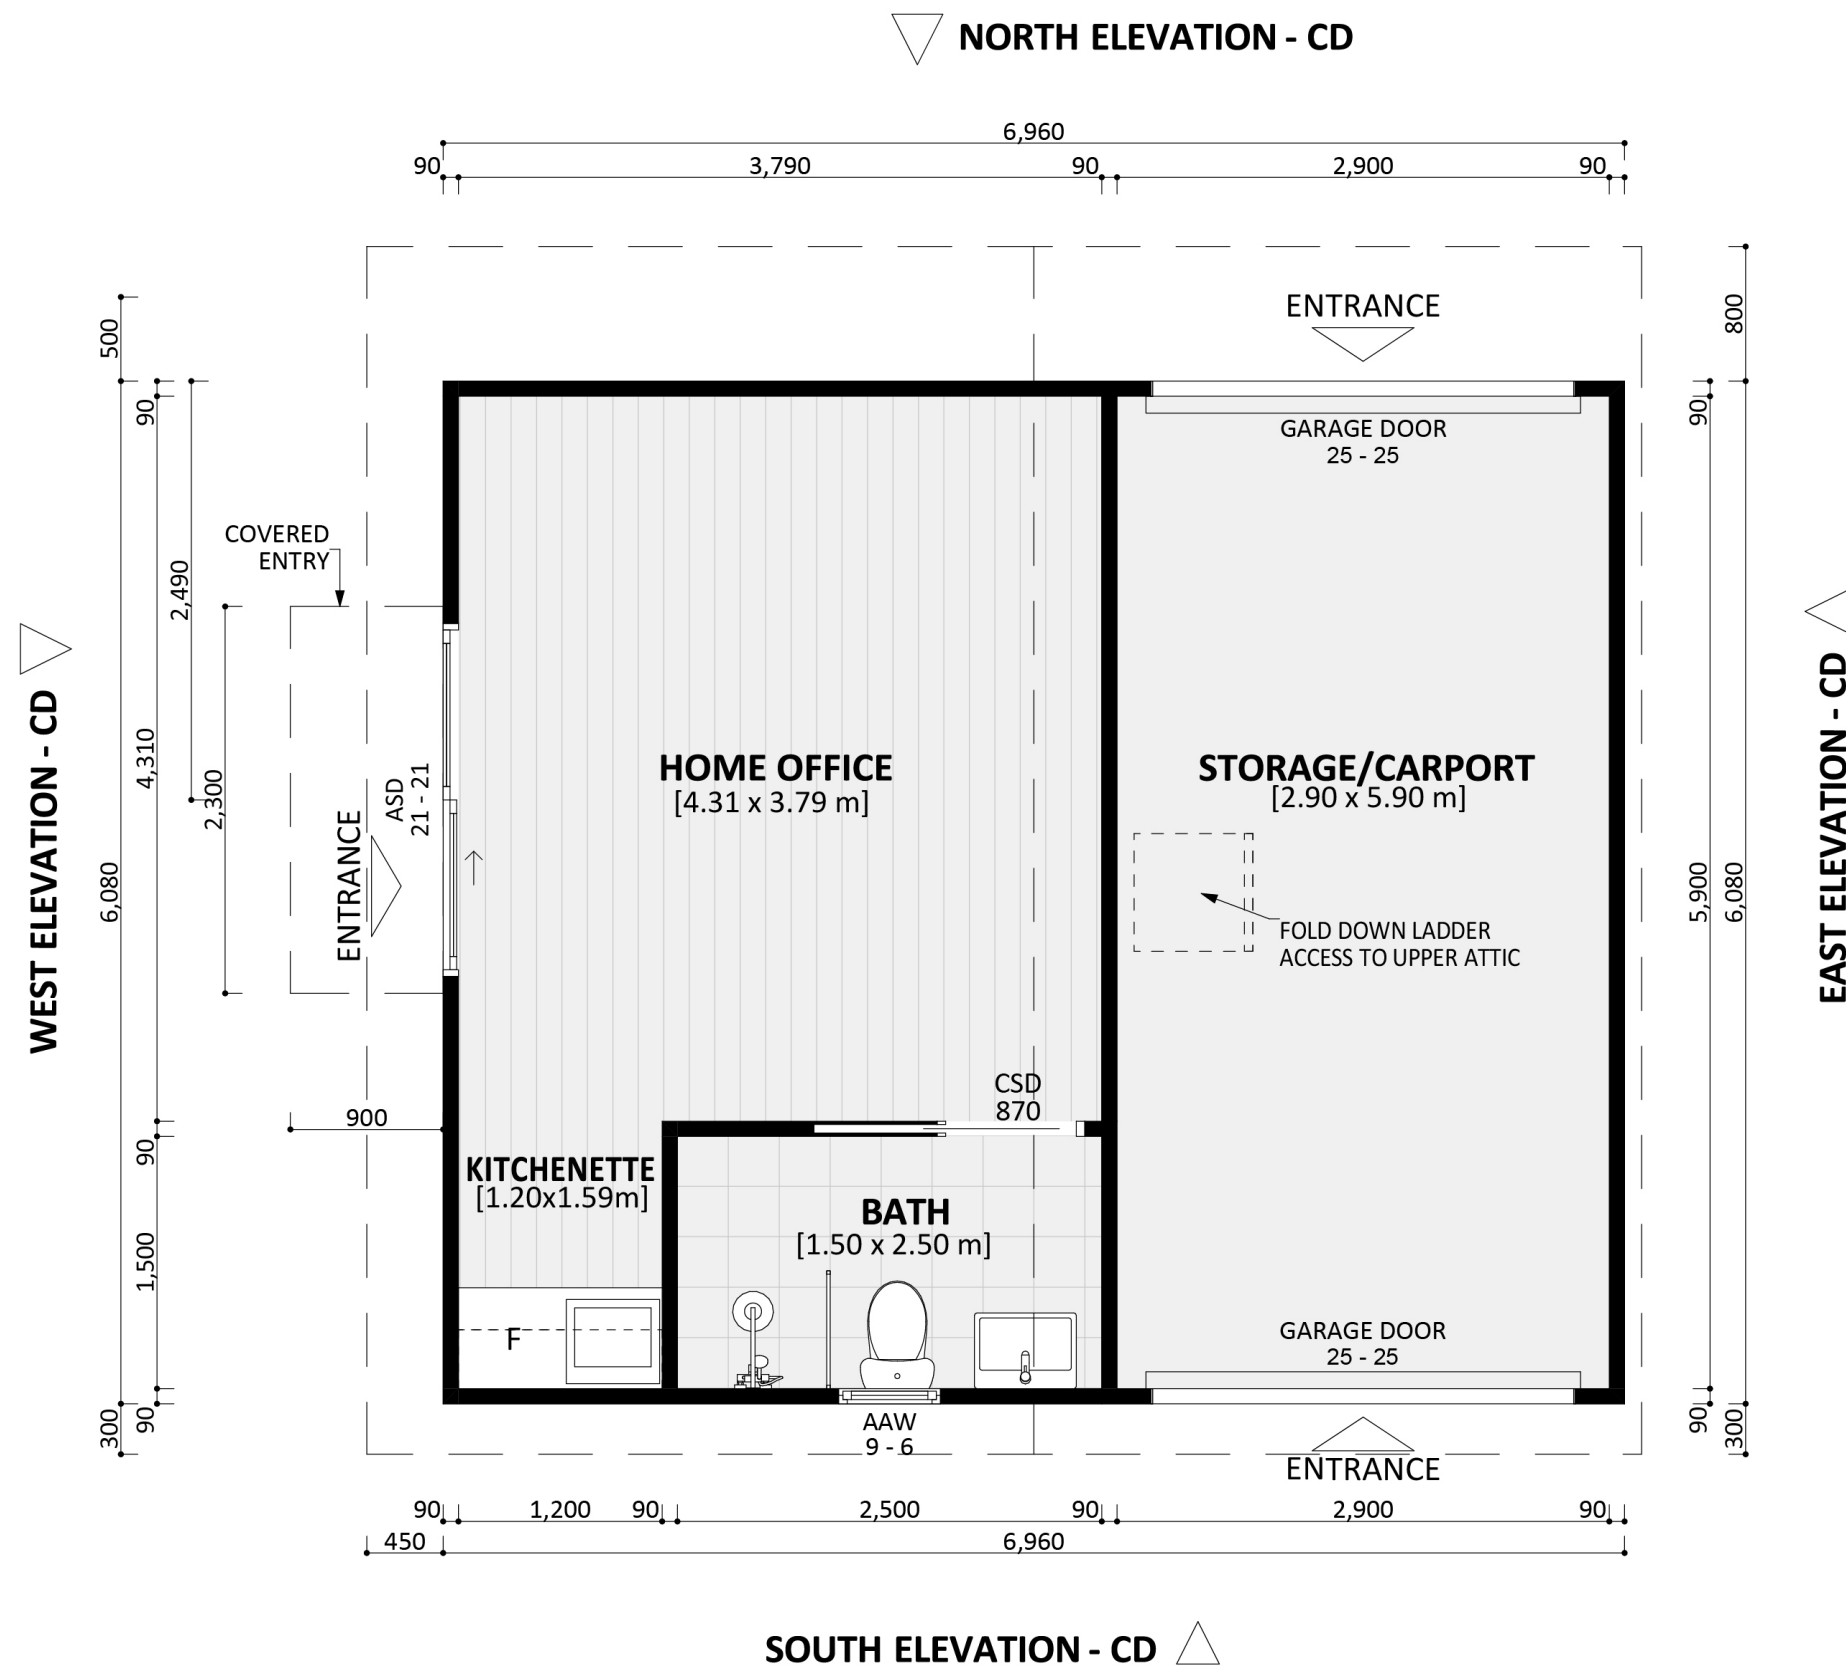 NORTH ELEVATION - CD
6,960
90 3,790 90 2,900 90
500
800
ENTRANCE
90
90
GARAGE DOOR
25 - 25
COVERED
ENTRY
2,490
WEST ELEVATION - CD
EAST ELEVATION - CD
6,080
4,310
2,300
ENTRANCE
ASD
21 - 21
HOME OFFICE
[4.31 x 3.79 m]
STORAGE/CARPORT
[2.90 x 5.90 m]
5,900
6,080
FOLD DOWN LADDER
ACCESS TO UPPER ATTIC
CSD
870
900
90
KITCHENETTE
[1.20x1.59m]
BATH
[1.50 x 2.50 m]
1,500
F
GARAGE DOOR
25 - 25
300
90
AAW
9 - 6
90
300
ENTRANCE
90 1,200 90 2,500 90 2,900 90
450 6,960
SOUTH ELEVATION - CD